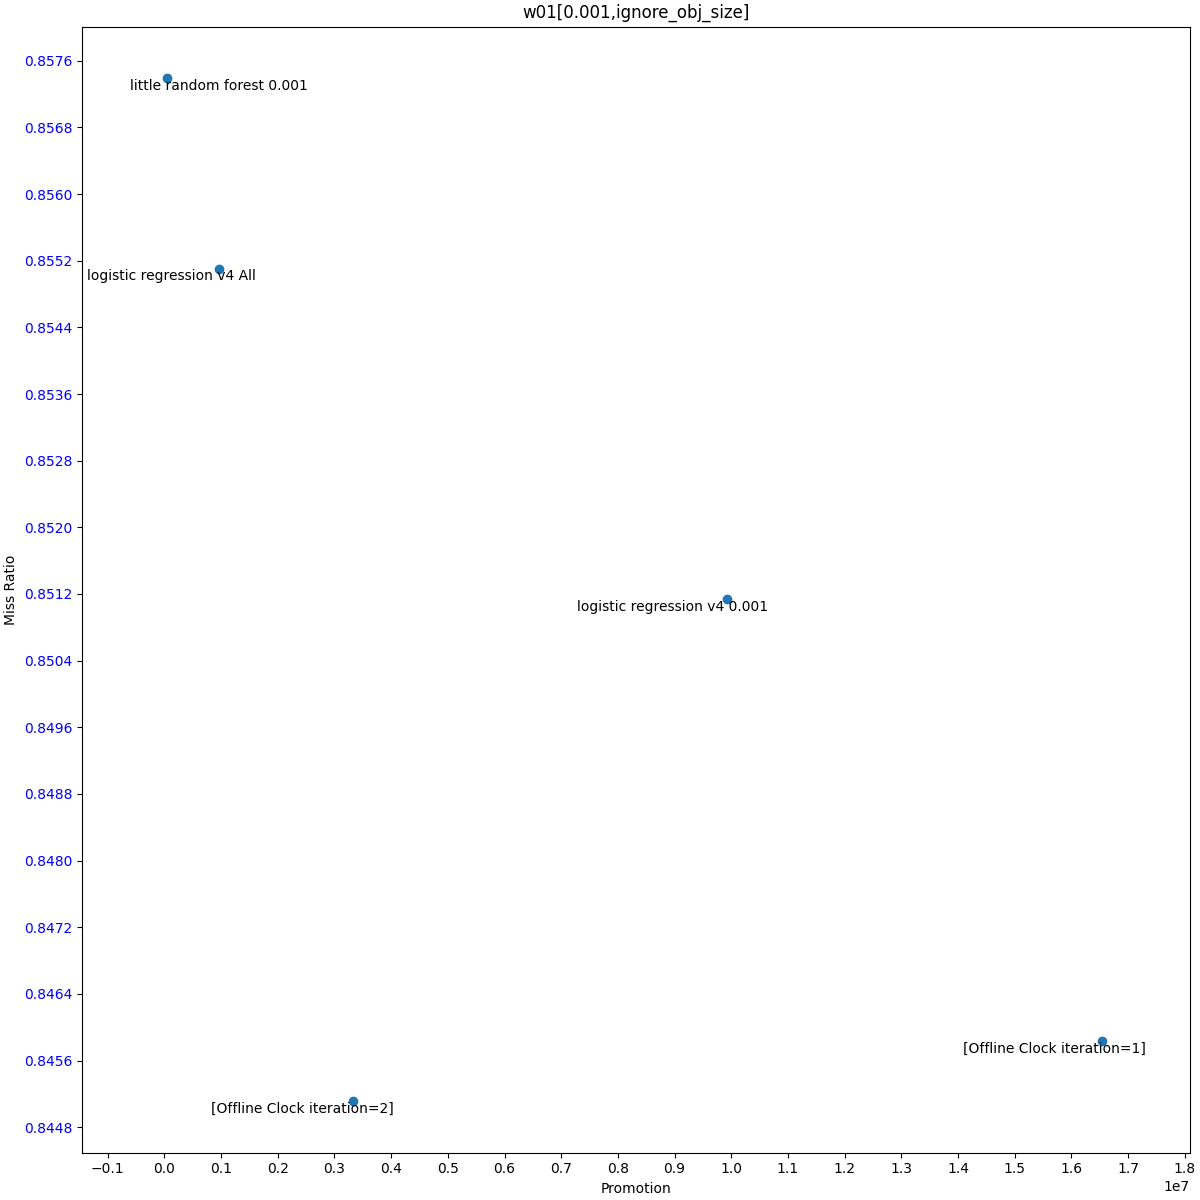 w01[0.001,ignore_obj_size]
0.8576
little random forest 0.001
0.8568
0.8560
0.8552
logistic regression v4 All
0.8544
0.8536
0.8528
0.8520
Miss Ratio
0.8512
logistic regression v4 0.001
0.8504
0.8496
0.8488
0.8480
0.8472
0.8464
[Offline Clock iteration=1]
0.8456
[Offline Clock iteration=2]
0.8448
−0.1 0.0 0.1 0.2 0.3 0.4 0.5 0.6 0.7 0.8 0.9 1.0 1.1 1.2 1.3 1.4 1.5 1.6 1.7 1.8
1e7
Promotion